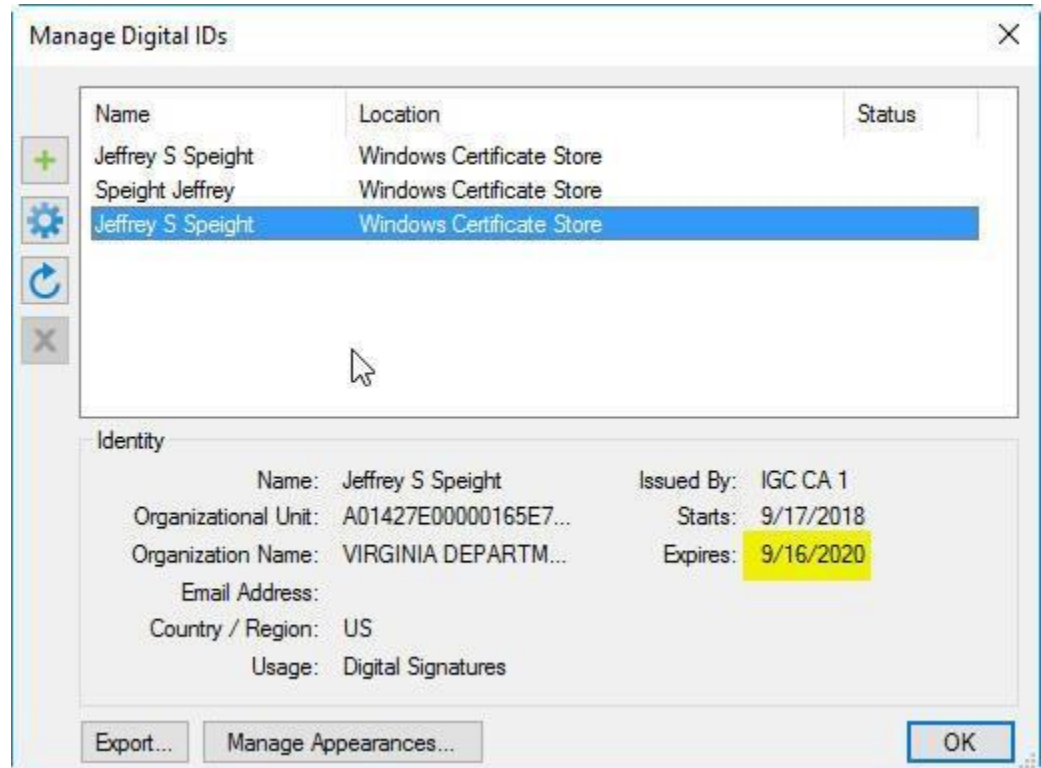 Manage Digital IDs
Name Location Status
Jeffrey S Speight Windows Certificate Store
Speight Jeffrey Windows Certificate Store
Jeffrey S Speight Windows Certificate Store
Identity
Name: Jeffrey S Speight Issued By: IGC CA 1
Organizational Unit: A01427E00000165E7... Starts: 9/17/2018
Organization Name: VIRGINIA DEPARTM... Expires: 9/16/2020
Email Address:
Country / Region: US
Usage: Digital Signatures
Export... Manage Appearances... OK